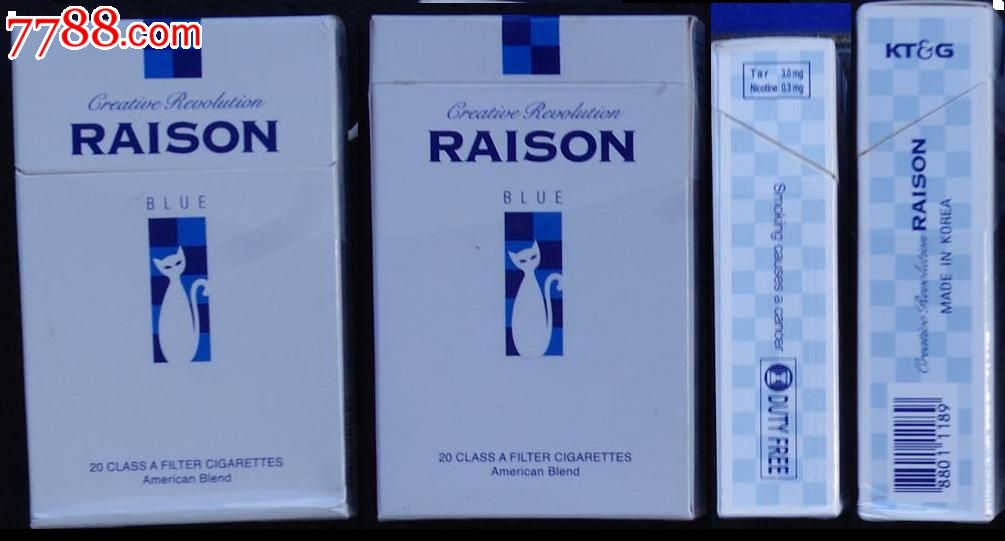 7788.com
Creative Revolution
RAISON
BLUE
20 CLASS A FILTER CIGARETTES
American Blend
Creative Revolution
RAISON
BLUE
20 CLASS A FILTER CIGARETTES
American Blend
Tar 3.0 mg
Nicotine 0.3 mg
Smoking causes a cancer
DUTY FREE
KT&G
Creative Revolution RAISON
MADE IN KOREA
8801 1189